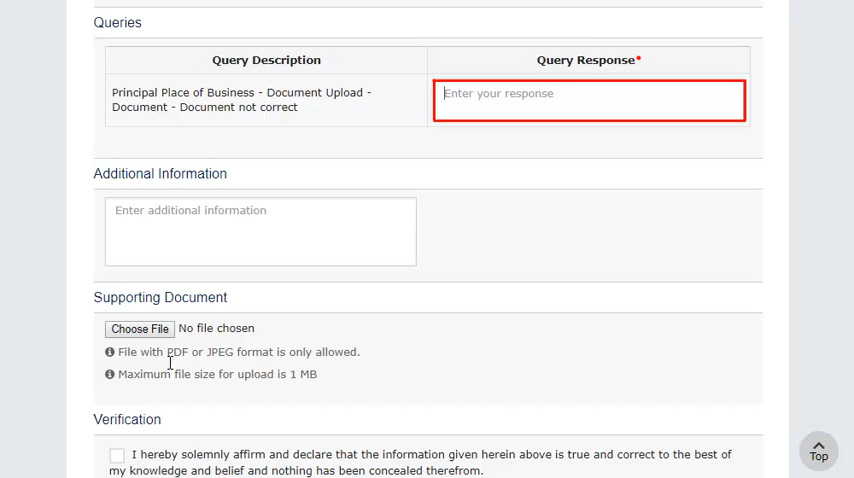 Queries
Query Description
Query Response*
Principal Place of Business - Document Upload -
Document - Document not correct
Enter your response
Additional Information
Enter additional information
Supporting Document
Choose File No file chosen
File with PDF or JPEG format is only allowed.
Maximum file size for upload is 1 MB
Verification
I hereby solemnly affirm and declare that the information given herein above is true and correct to the best of
my knowledge and belief and nothing has been concealed therefrom.
Top